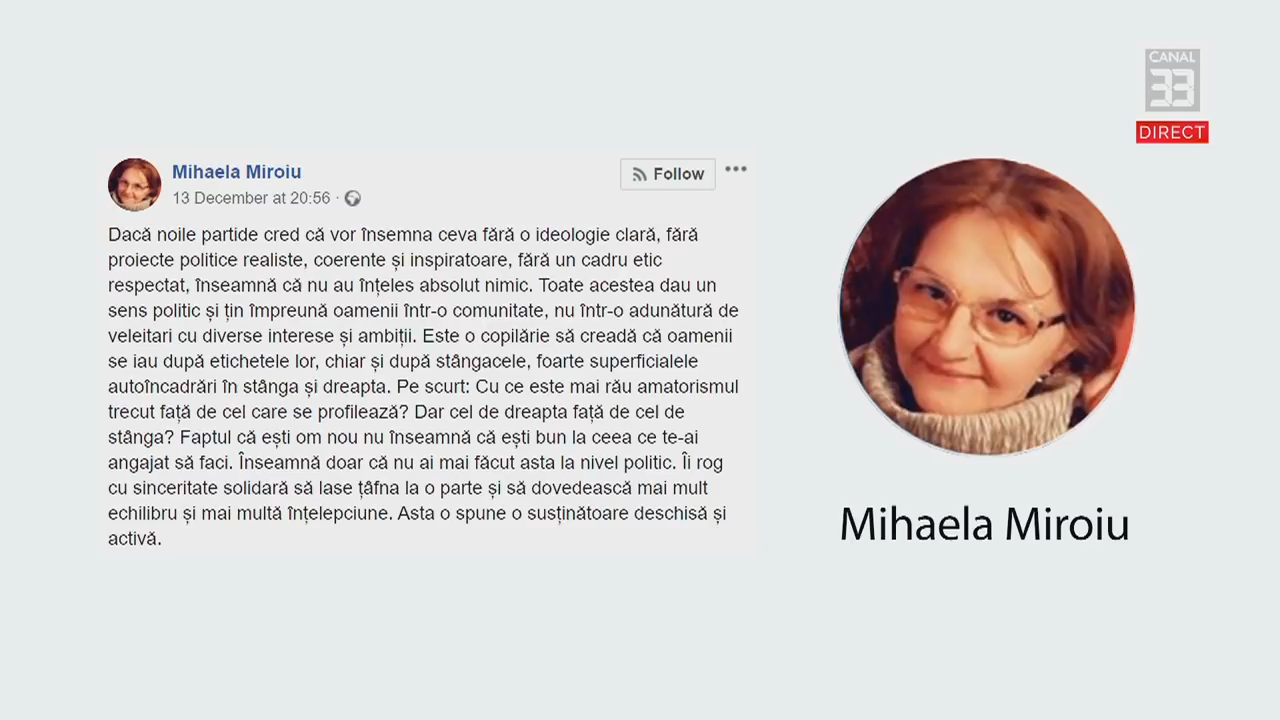 CANAL
33
DIRECT
Mihaela Miroiu
13 December at 20:56 ·
Follow
Dacă noile partide cred că vor însemna ceva fără o ideologie clară, fără
proiecte politice realiste, coerente și inspiratoare, fără un cadru etic
respectat, înseamnă că nu au înțeles absolut nimic. Toate acestea dau un
sens politic și țin împreună oamenii într-o comunitate, nu într-o adunătură de
veleitari cu diverse interese și ambiții. Este o copilărie să creadă că oamenii
se iau după etichetele lor, chiar și după stângacele, foarte superficialele
autoîncadrări în stânga și dreapta. Pe scurt: Cu ce este mai rău amatorismul
trecut față de cel care se profilează? Dar cel de dreapta față de cel de
stânga? Faptul că ești om nou nu înseamnă că ești bun la ceea ce te-ai
angajat să faci. Înseamnă doar că nu ai mai făcut asta la nivel politic. Îi rog
cu sinceritate solidară să lase țâfna la o parte și să dovedească mai mult
echilibru și mai multă înțelepciune. Asta o spune o susținătoare deschisă și
activă.
Mihaela Miroiu